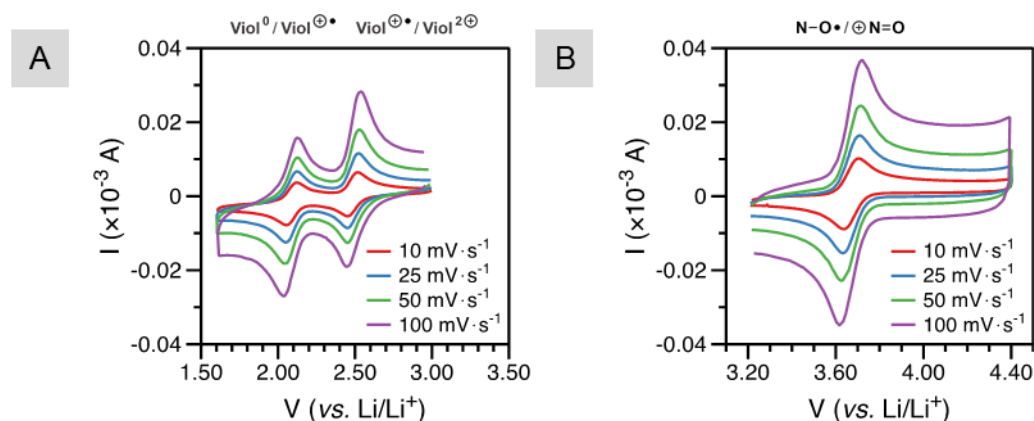 A
Viol⁰ / Viol⊕• Viol⊕• / Viol²⊕
I (×10⁻³ A)
0.04
0.02
0
-0.02
-0.04
10 mV·s⁻¹
25 mV·s⁻¹
50 mV·s⁻¹
100 mV·s⁻¹
1.50 2.00 2.50 3.00 3.50
V (vs. Li/Li⁺)
B
N–O• / ⊕N=O
I (×10⁻³ A)
0.04
0.02
0
-0.02
-0.04
10 mV·s⁻¹
25 mV·s⁻¹
50 mV·s⁻¹
100 mV·s⁻¹
3.20 3.60 4.00 4.40
V (vs. Li/Li⁺)